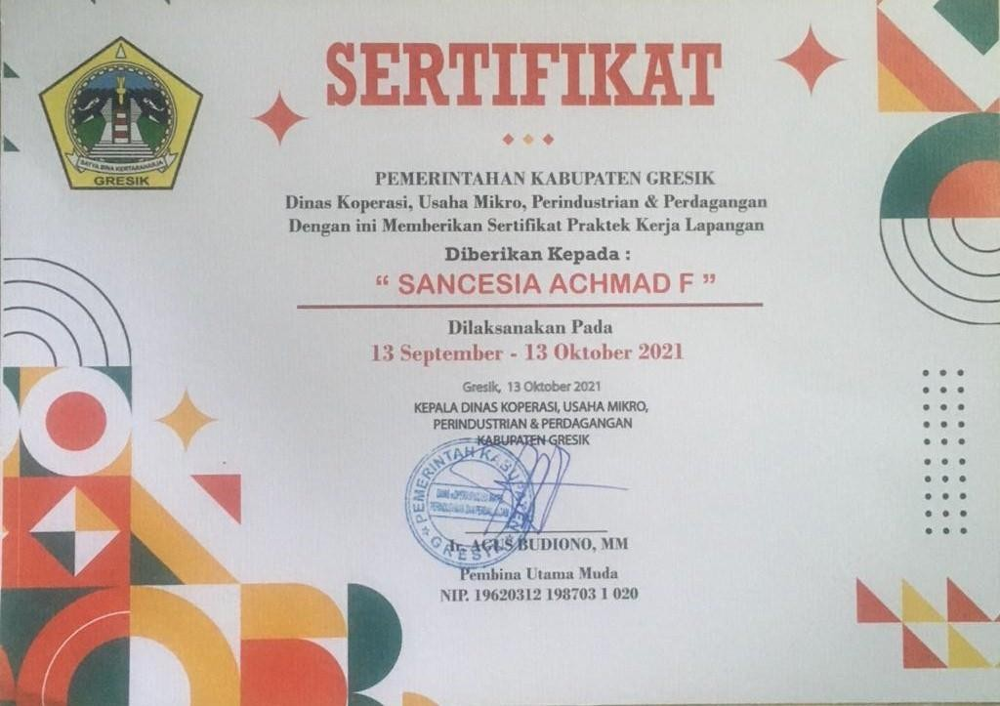 SATYA BINA KERTARAHARJA
GRESIK
SERTIFIKAT
PEMERINTAHAN KABUPATEN GRESIK
Dinas Koperasi, Usaha Mikro, Perindustrian & Perdagangan
Dengan ini Memberikan Sertifikat Praktek Kerja Lapangan
Diberikan Kepada :
“ SANCESIA ACHMAD F ”
Dilaksanakan Pada
13 September - 13 Oktober 2021
Gresik, 13 Oktober 2021
KEPALA DINAS KOPERASI, USAHA MIKRO,
PERINDUSTRIAN & PERDAGANGAN
KABUPATEN GRESIK
PEMERINTAH KABUPATEN
GRESIK
Ir. AGUS BUDIONO, MM
Pembina Utama Muda
NIP. 19620312 198703 1 020